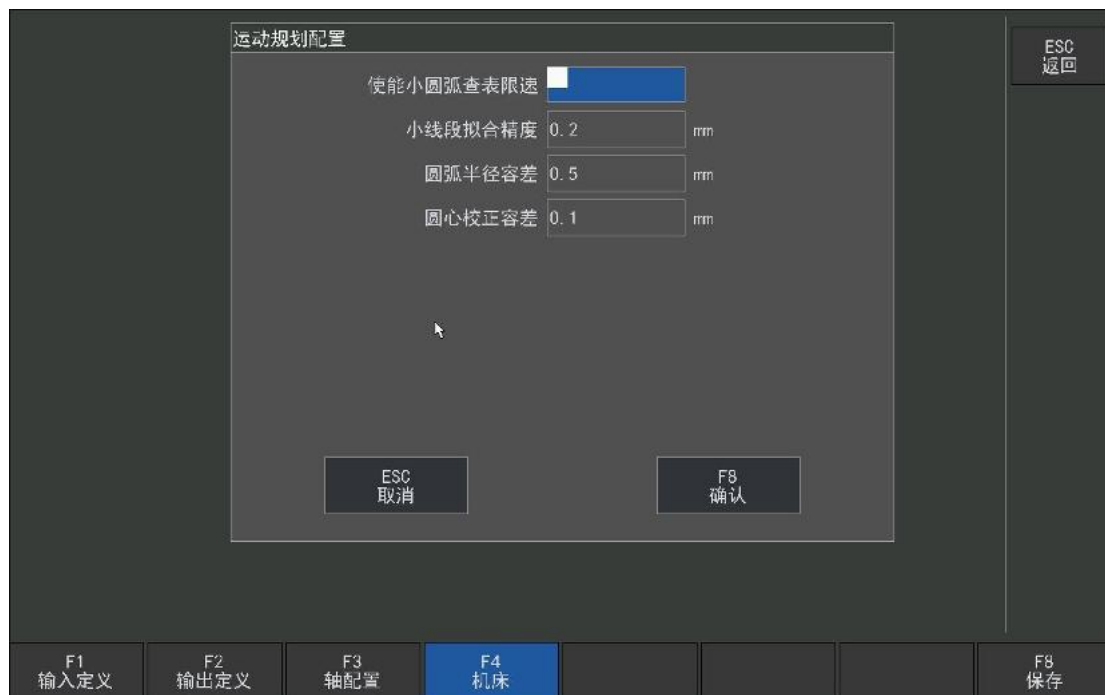 运动规划配置
ESC
返回
使能小圆弧查表限速
小线段拟合精度 0.2 mm
圆弧半径容差 0.5 mm
圆心校正容差 0.1 mm
ESC
取消
F8
确认
F1
输入定义
F2
输出定义
F3
轴配置
F4
机床
F8
保存